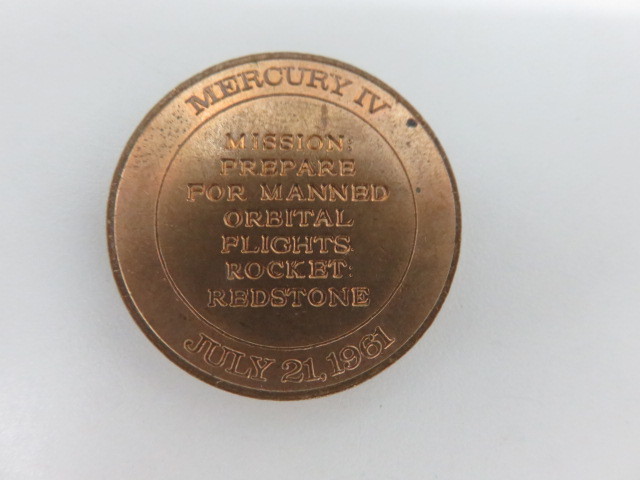 MERCURY IV
MISSION:
PREPARE
FOR MANNED
ORBITAL
FLIGHTS
ROCKET:
REDSTONE
JULY 21, 1961